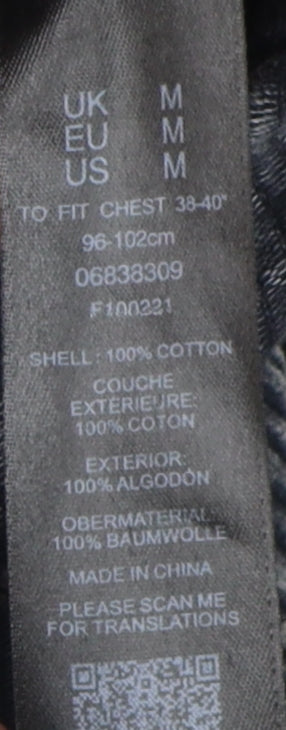 UK M
EU M
US M
TO FIT CHEST 38-40"
96-102cm
06838309
F100221
SHELL : 100% COTTON
COUCHE
EXTÉRIEURE:
100% COTON
EXTERIOR:
100% ALGODÓN
OBERMATERIAL:
100% BAUMWOLLE
MADE IN CHINA
PLEASE SCAN ME
FOR TRANSLATIONS